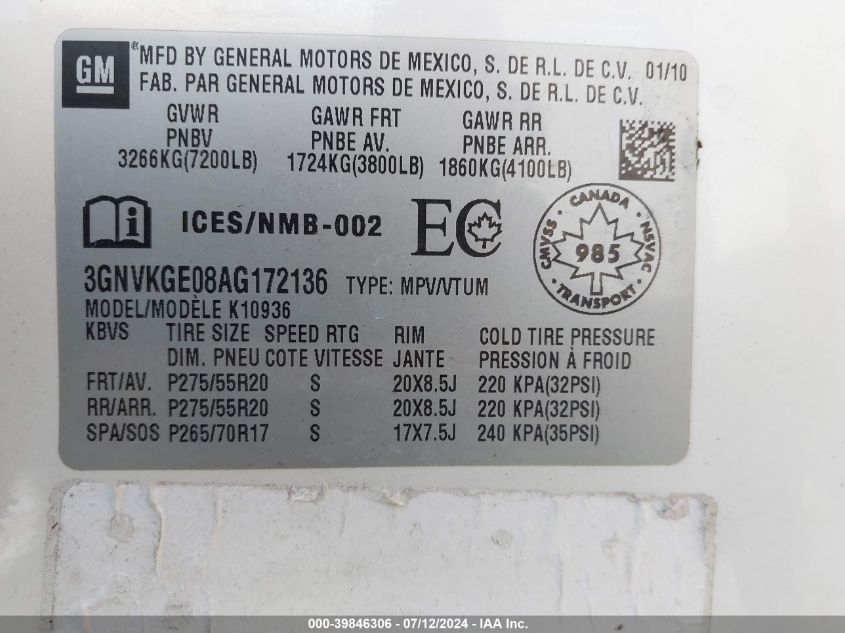 GM ® MFD BY GENERAL MOTORS DE MEXICO, S. DE R.L. DE C.V. 01/10
FAB. PAR GENERAL MOTORS DE MEXICO, S. DE R.L. DE C.V.
GVWR GAWR FRT GAWR RR
PNBV PNBE AV. PNBE ARR.
3266KG(7200LB) 1724KG(3800LB) 1860KG(4100LB)
i ICES/NMB-002 EC
CANADA
CMVSS 985 NSVAC
TRANSPORT
3GNVKGE08AG172136 TYPE: MPV/VTUM
MODEL/MODÈLE K10936
KBVS TIRE SIZE SPEED RTG RIM COLD TIRE PRESSURE
DIM. PNEU COTE VITESSE JANTE PRESSION À FROID
FRT/AV. P275/55R20 S 20X8.5J 220 KPA(32PSI)
RR/ARR. P275/55R20 S 20X8.5J 220 KPA(32PSI)
SPA/SOS P265/70R17 S 17X7.5J 240 KPA(35PSI)
000-39846306 - 07/12/2024 - IAA Inc.